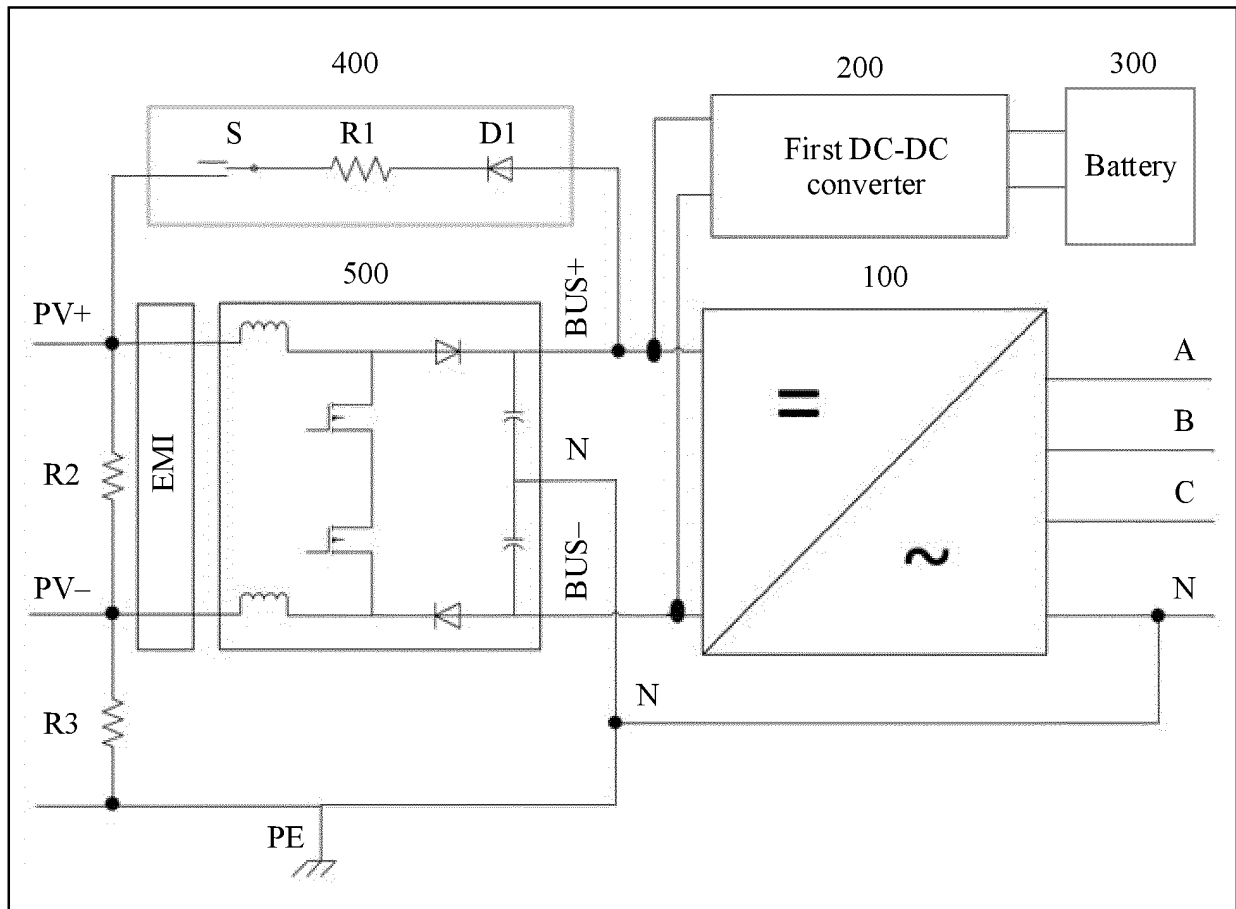 400
200
300
S
R1
D1
First DC-DC
converter
Battery
500
100
PV+
BUS+
A
B
R2
EMI
N
C
PV–
BUS–
N
R3
N
PE